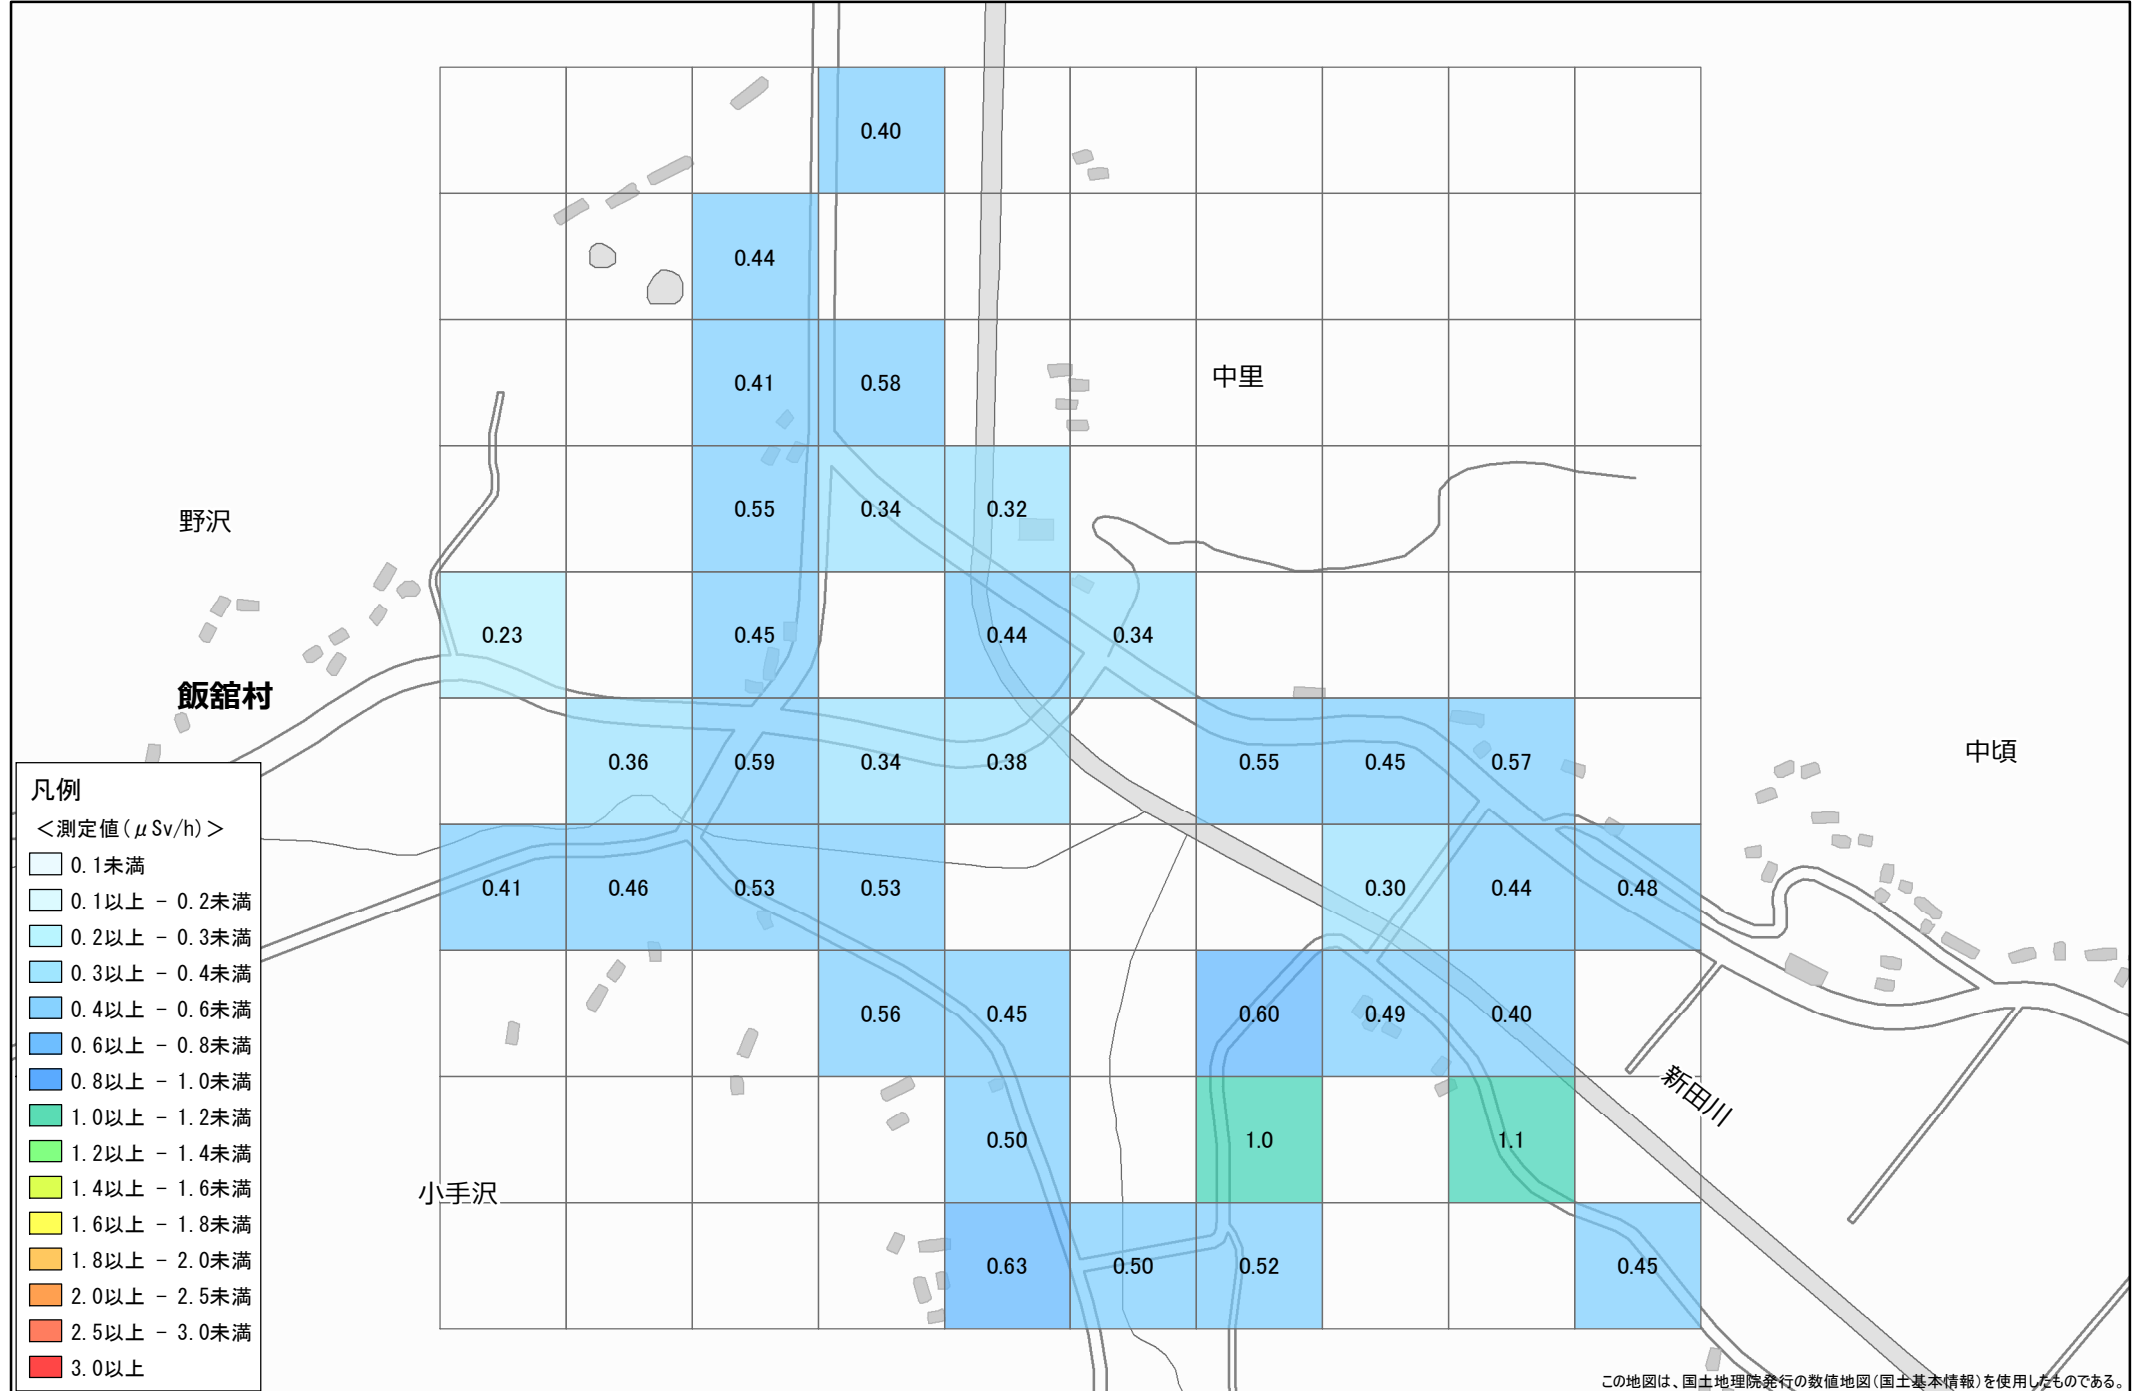 0.40
0.44
0.41 0.58
中里
0.55 0.34 0.32
野沢
0.23 0.45 0.44 0.34
飯舘村
0.36 0.59 0.34 0.38 0.55 0.45 0.57
中頃
0.41 0.46 0.53 0.53 0.30 0.44 0.48
0.56 0.45 0.60 0.49 0.40
新田川
0.50 1.0 1.1
小手沢
0.63 0.50 0.52 0.45
凡例
＜測定値(μSv/h)＞
0.1未満
0.1以上 - 0.2未満
0.2以上 - 0.3未満
0.3以上 - 0.4未満
0.4以上 - 0.6未満
0.6以上 - 0.8未満
0.8以上 - 1.0未満
1.0以上 - 1.2未満
1.2以上 - 1.4未満
1.4以上 - 1.6未満
1.6以上 - 1.8未満
1.8以上 - 2.0未満
2.0以上 - 2.5未満
2.5以上 - 3.0未満
3.0以上
この地図は、国土地理院発行の数値地図(国土基本情報)を使用したものである。